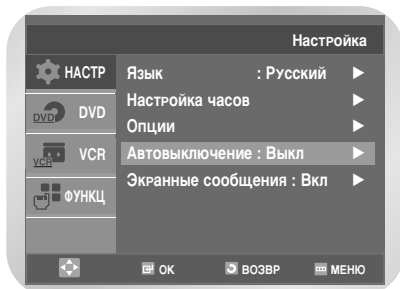 Настройка
НАСТР
Язык : Русский ►
Настройка часов ►
DVD DVD
Опции ►
VCR VCR
Автовыключение : Выкл ►
Экранные сообщения : Вкл ►
ФУНКЦ
ОК ВОЗВР МЕНЮ